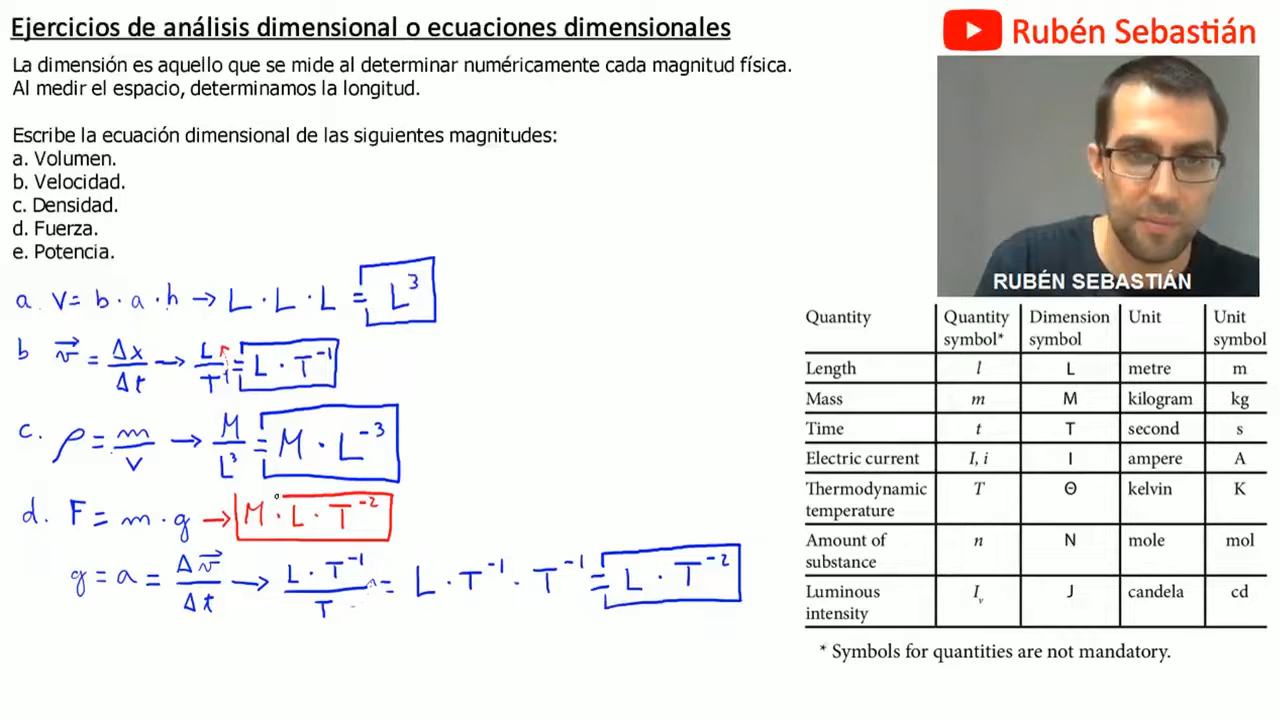 Ejercicios de análisis dimensional o ecuaciones dimensionales
Rubén Sebastián
La dimensión es aquello que se mide al determinar numéricamente cada magnitud física.
Al medir el espacio, determinamos la longitud.
Escribe la ecuación dimensional de las siguientes magnitudes:
a. Volumen.
b. Velocidad.
c. Densidad.
d. Fuerza.
e. Potencia.
a. V = b · a · h → L · L · L = L³
b v⃗ = Δx/Δt → L/T¹ = L · T⁻¹
c. ρ = m/v → M/L³ = M · L⁻³
d. F = m · g → M · L · T⁻²
g = a = Δv⃗/Δt → L · T⁻¹/T = L · T⁻¹ · T⁻¹ = L · T⁻²
RUBÉN SEBASTIÁN
Quantity | Quantity symbol* | Dimension symbol | Unit | Unit symbol
Length | l | L | metre | m
Mass | m | M | kilogram | kg
Time | t | T | second | s
Electric current | I, i | I | ampere | A
Thermodynamic temperature | T | Θ | kelvin | K
Amount of substance | n | N | mole | mol
Luminous intensity | Iᵥ | J | candela | cd
* Symbols for quantities are not mandatory.